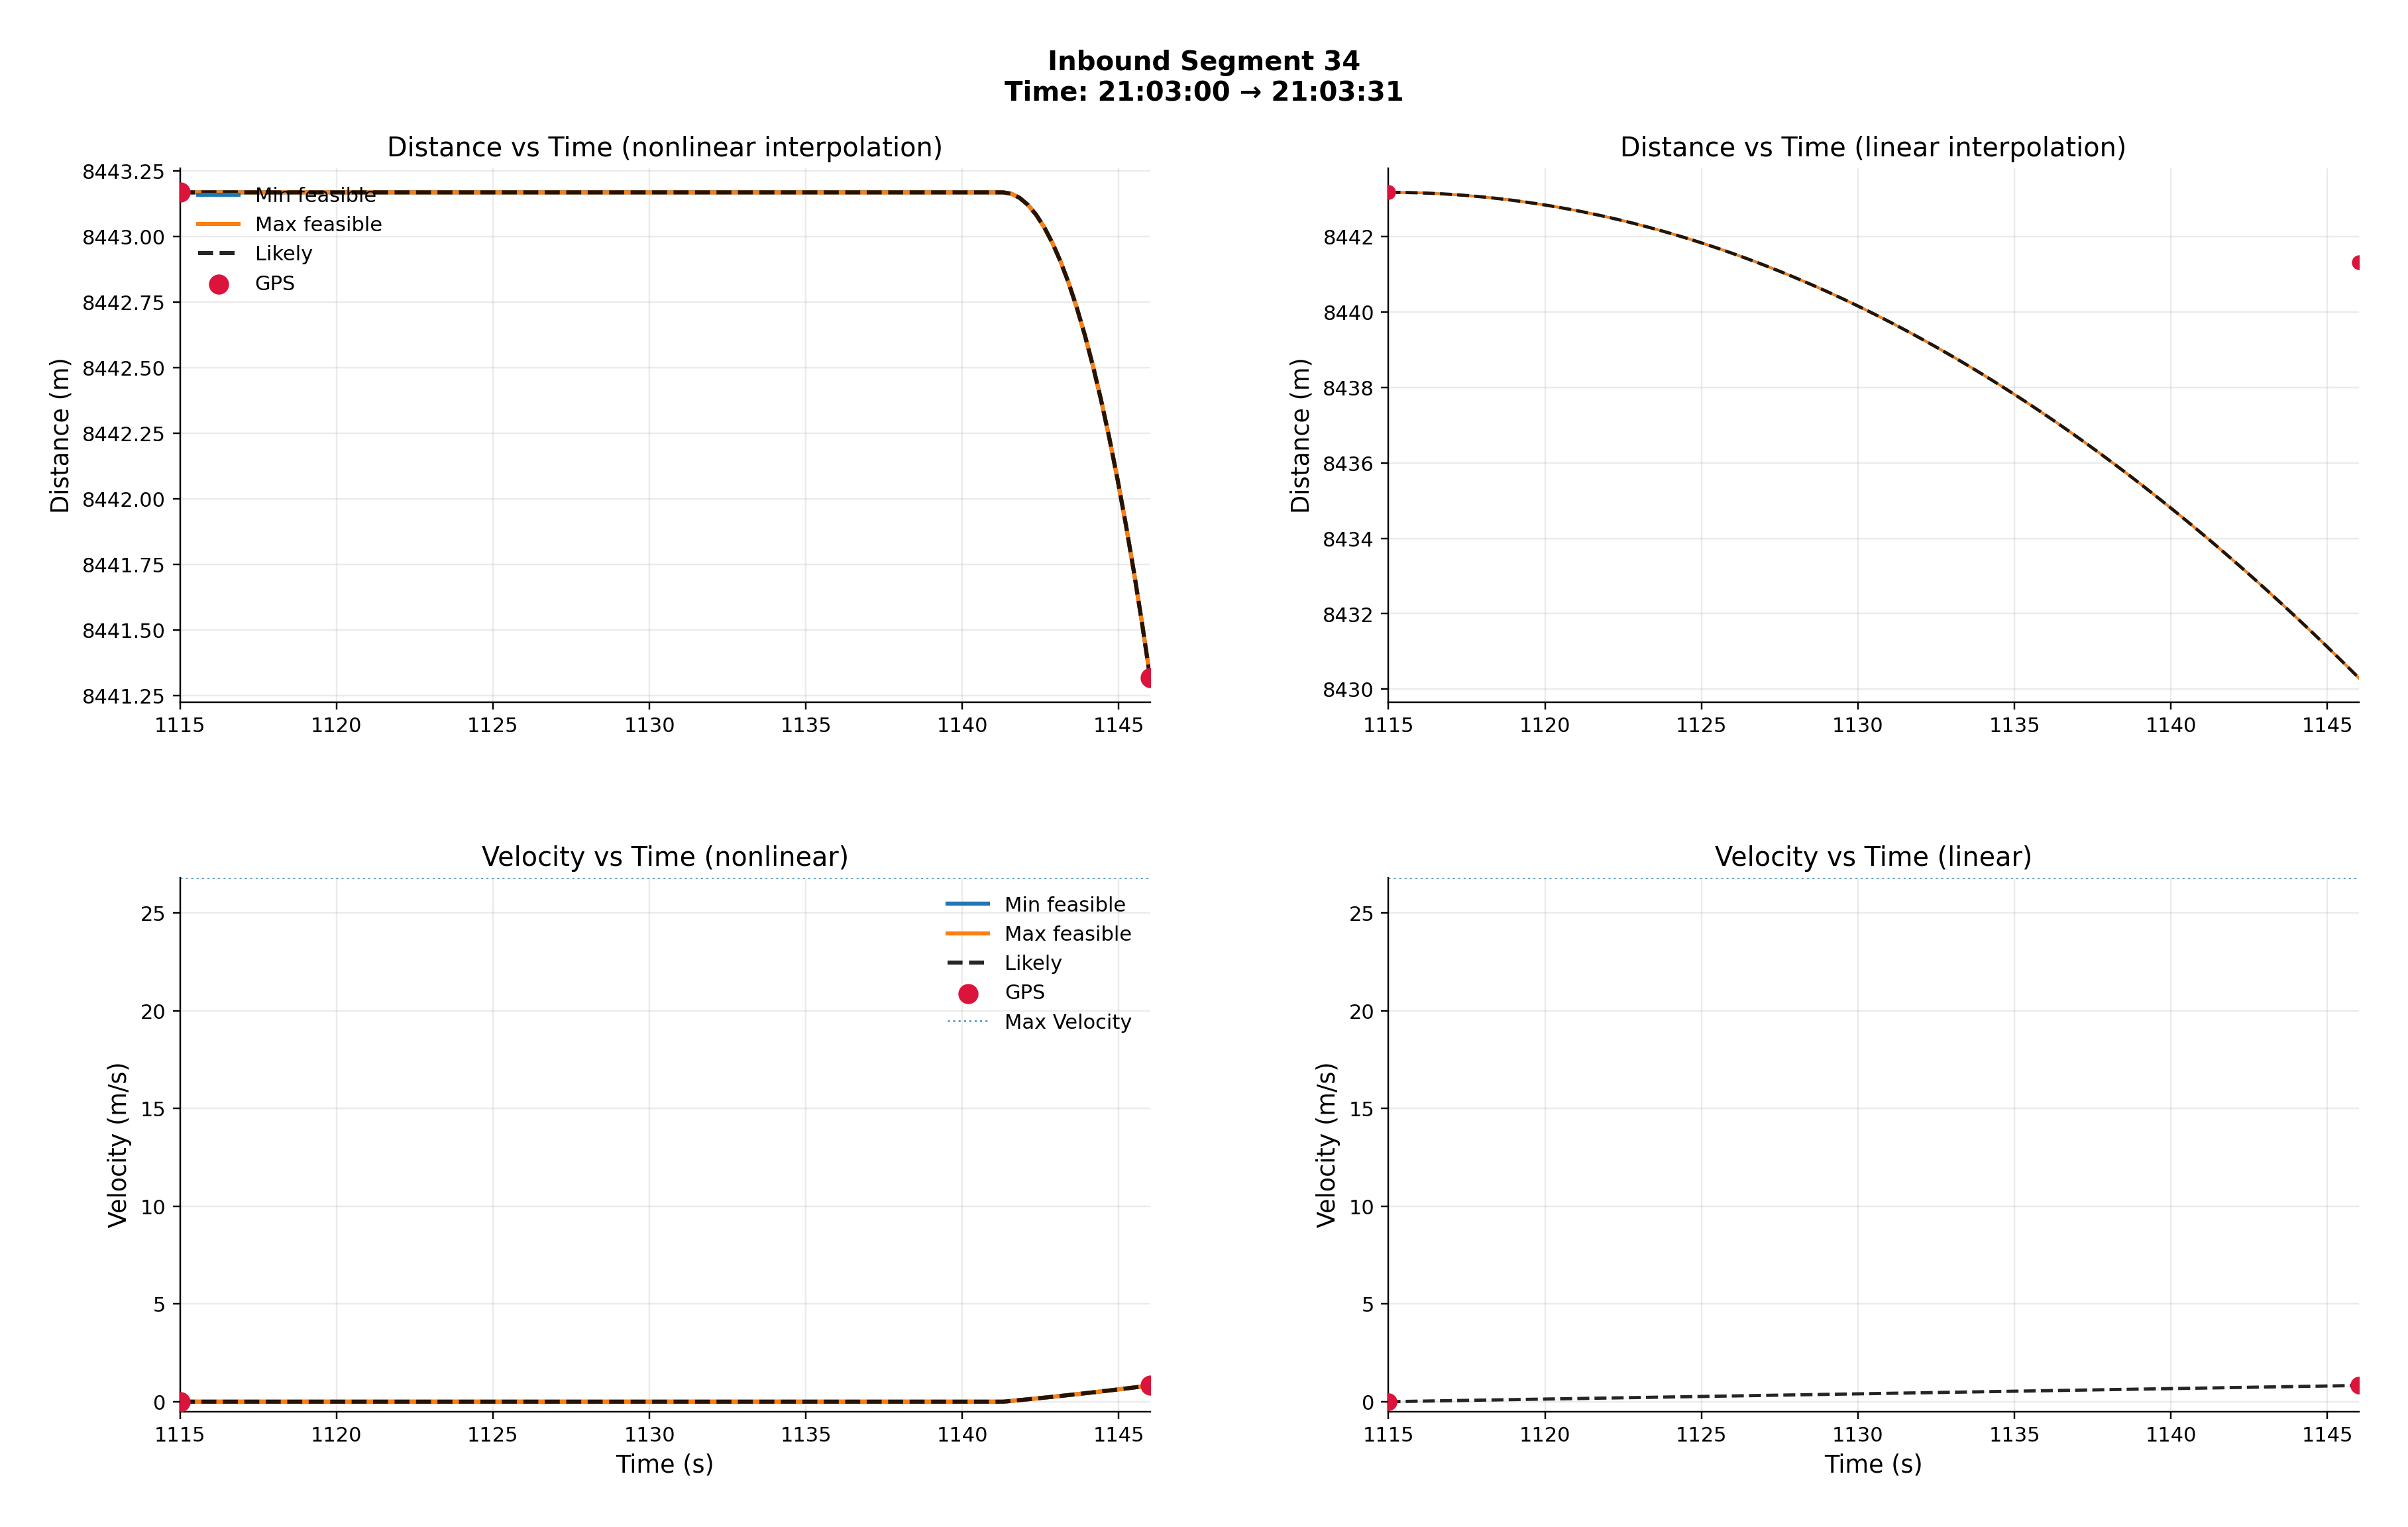 Inbound Segment 34
Time: 21:03:00 → 21:03:31
Distance vs Time (nonlinear interpolation)
Distance (m)
8443.25
8443.00
8442.75
8442.50
8442.25
8442.00
8441.75
8441.50
8441.25
Min feasible
Max feasible
Likely
GPS
1115 1120 1125 1130 1135 1140 1145
Distance vs Time (linear interpolation)
Distance (m)
8442
8440
8438
8436
8434
8432
8430
1115 1120 1125 1130 1135 1140 1145
Velocity vs Time (nonlinear)
Velocity (m/s)
25
20
15
10
5
0
Min feasible
Max feasible
Likely
GPS
Max Velocity
1115 1120 1125 1130 1135 1140 1145
Time (s)
Velocity vs Time (linear)
Velocity (m/s)
25
20
15
10
5
0
1115 1120 1125 1130 1135 1140 1145
Time (s)